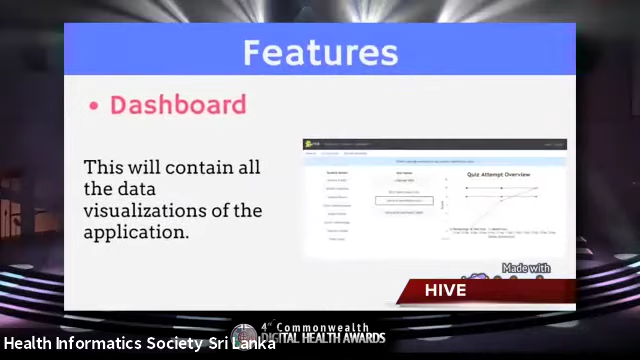 Features
• Dashboard
This will contain all
the data
visualizations of the
application.
Quiz Attempt Overview
Made with
HIVE
4th Commonwealth
DIGITAL HEALTH AWARDS
Health Informatics Society Sri Lanka